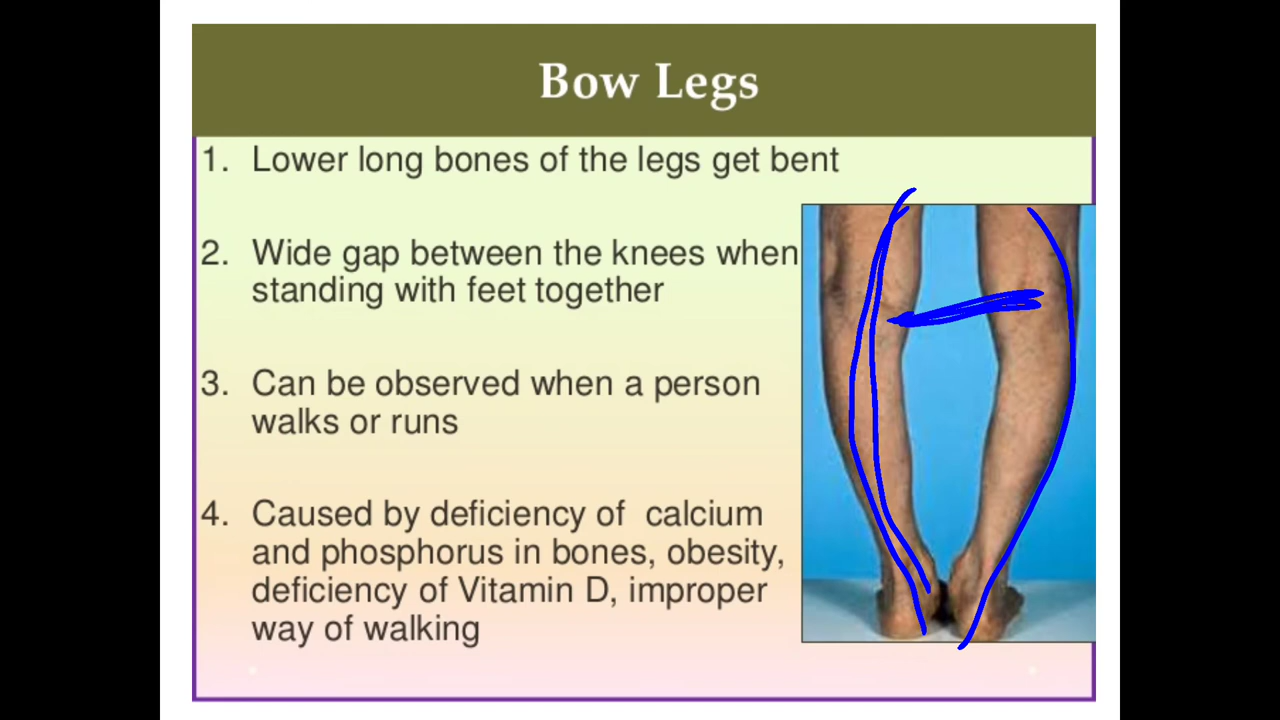 Bow Legs
1. Lower long bones of the legs get bent
2. Wide gap between the knees when
standing with feet together
3. Can be observed when a person
walks or runs
4. Caused by deficiency of calcium
and phosphorus in bones, obesity,
deficiency of Vitamin D, improper
way of walking